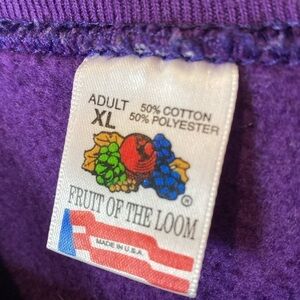 ADULT
XL
50% COTTON
50% POLYESTER
®
FRUIT OF THE LOOM
MADE IN U.S.A.